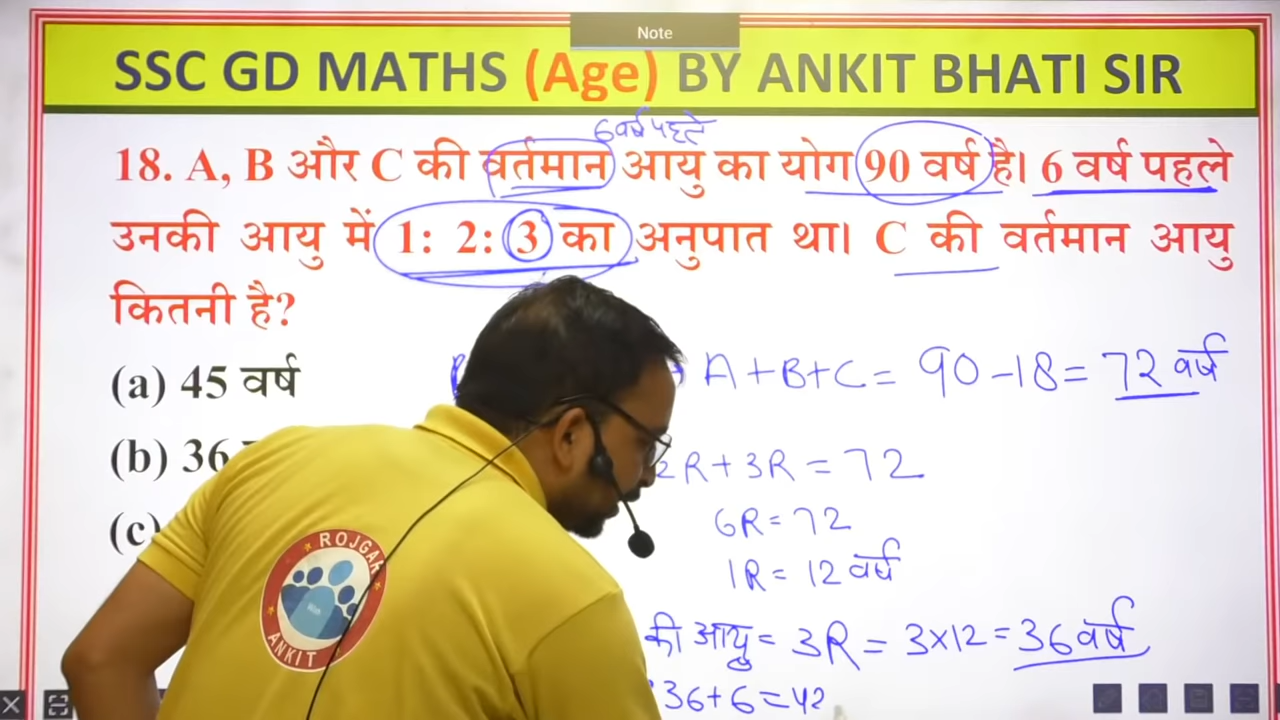 Note
SSC GD MATHS (Age) BY ANKIT BHATI SIR
6 वर्ष पहले
18. A, B और C की वर्तमान आयु का योग 90 वर्ष है। 6 वर्ष पहले
उनकी आयु में 1: 2: 3 का अनुपात था। C की वर्तमान आयु
कितनी है?
(a) 45 वर्ष
A+B+C = 90-18 = 72 वर्ष
(b) 36
2R+3R = 72
(c)
6R = 72
1R = 12 वर्ष
की आयु = 3R = 3×12 = 36 वर्ष
36+6=42
ROJGAR
ANKIT